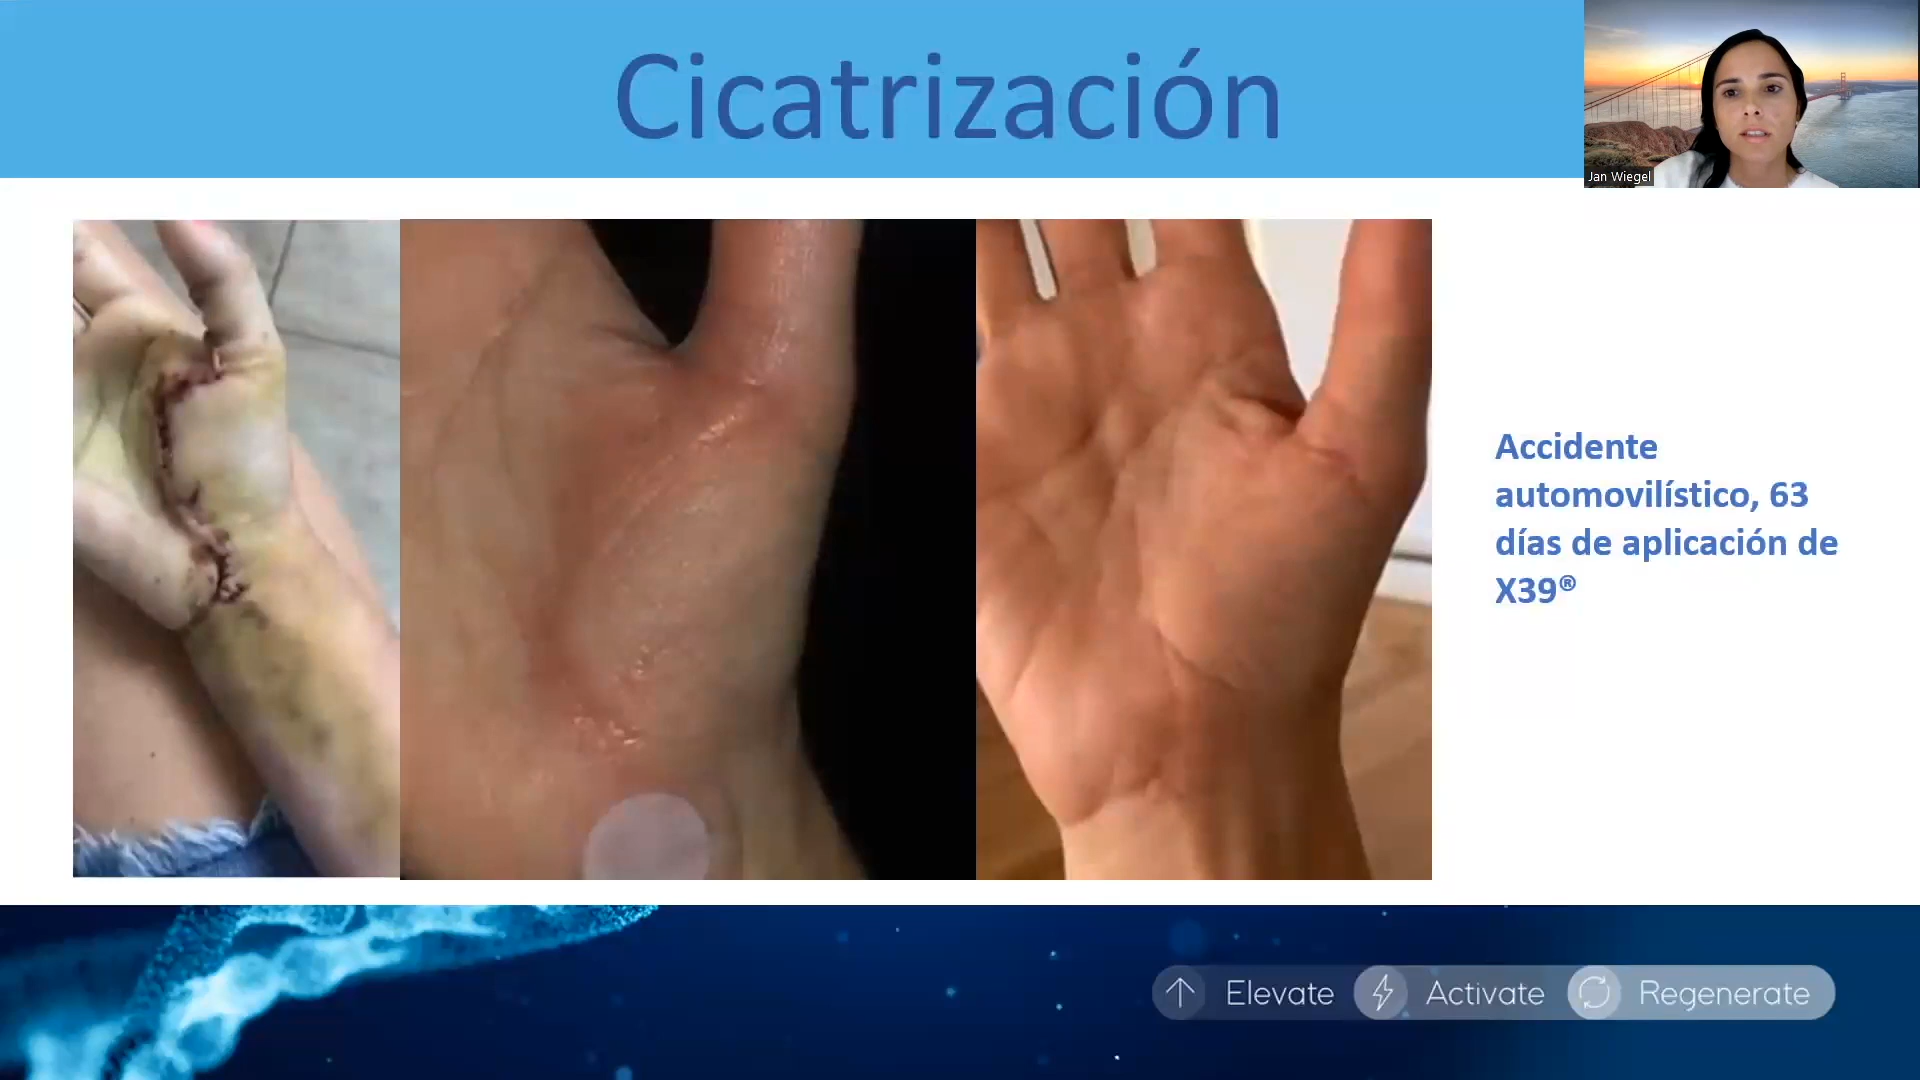 Cicatrización
Jan Wiegel
Accidente
automovilístico, 63
días de aplicación de
X39®
Elevate
Activate
Regenerate